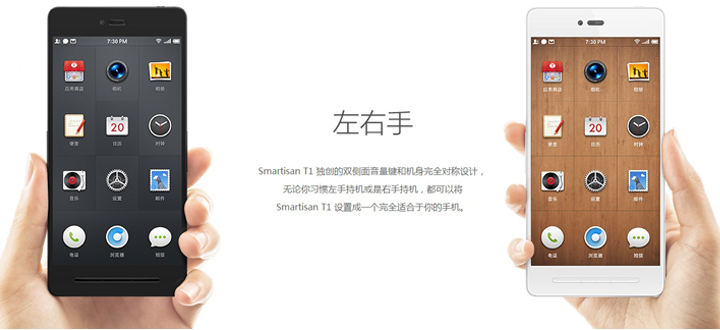 7:30 PM
应用商店 相机 相册
便签 20 日历 时钟
音乐 设置 邮件
电话 浏览器 短信
左右手
Smartisan T1 独创的双侧面音量键和机身完全对称设计，
无论你习惯左手持机或是右手持机，都可以将
Smartisan T1 设置成一个完全适合于你的手机。
7:30 PM
应用商店 相机 相册
便签 20 日历 时钟
音乐 设置 邮件
电话 浏览器 短信